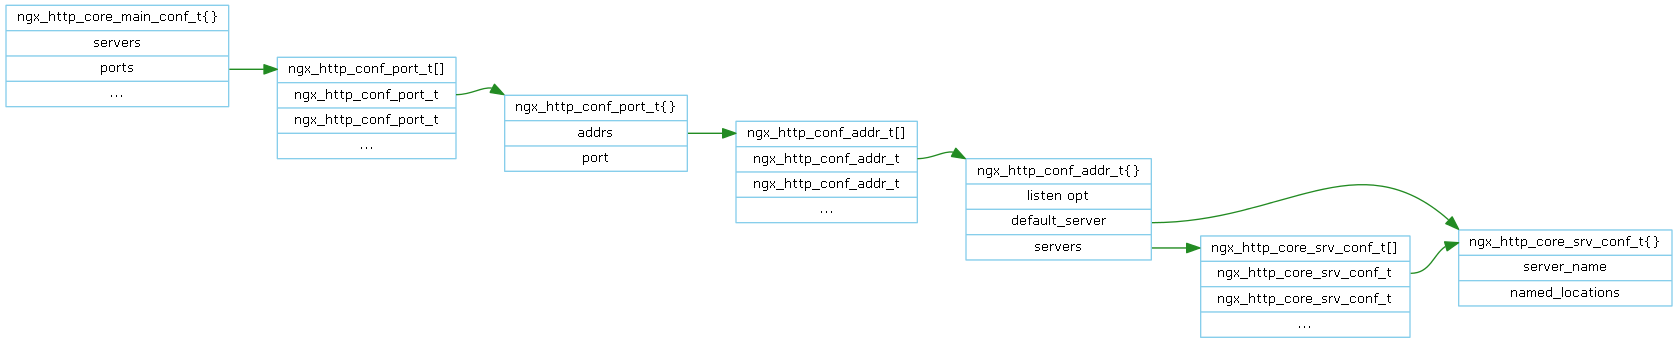 ngx_http_core_main_conf_t{}
servers
ports
...
ngx_http_conf_port_t[]
ngx_http_conf_port_t
ngx_http_conf_port_t
...
ngx_http_conf_port_t{}
addrs
port
ngx_http_conf_addr_t[]
ngx_http_conf_addr_t
ngx_http_conf_addr_t
...
ngx_http_conf_addr_t{}
listen opt
default_server
servers
ngx_http_core_srv_conf_t[]
ngx_http_core_srv_conf_t
ngx_http_core_srv_conf_t
...
ngx_http_core_srv_conf_t{}
server_name
named_locations